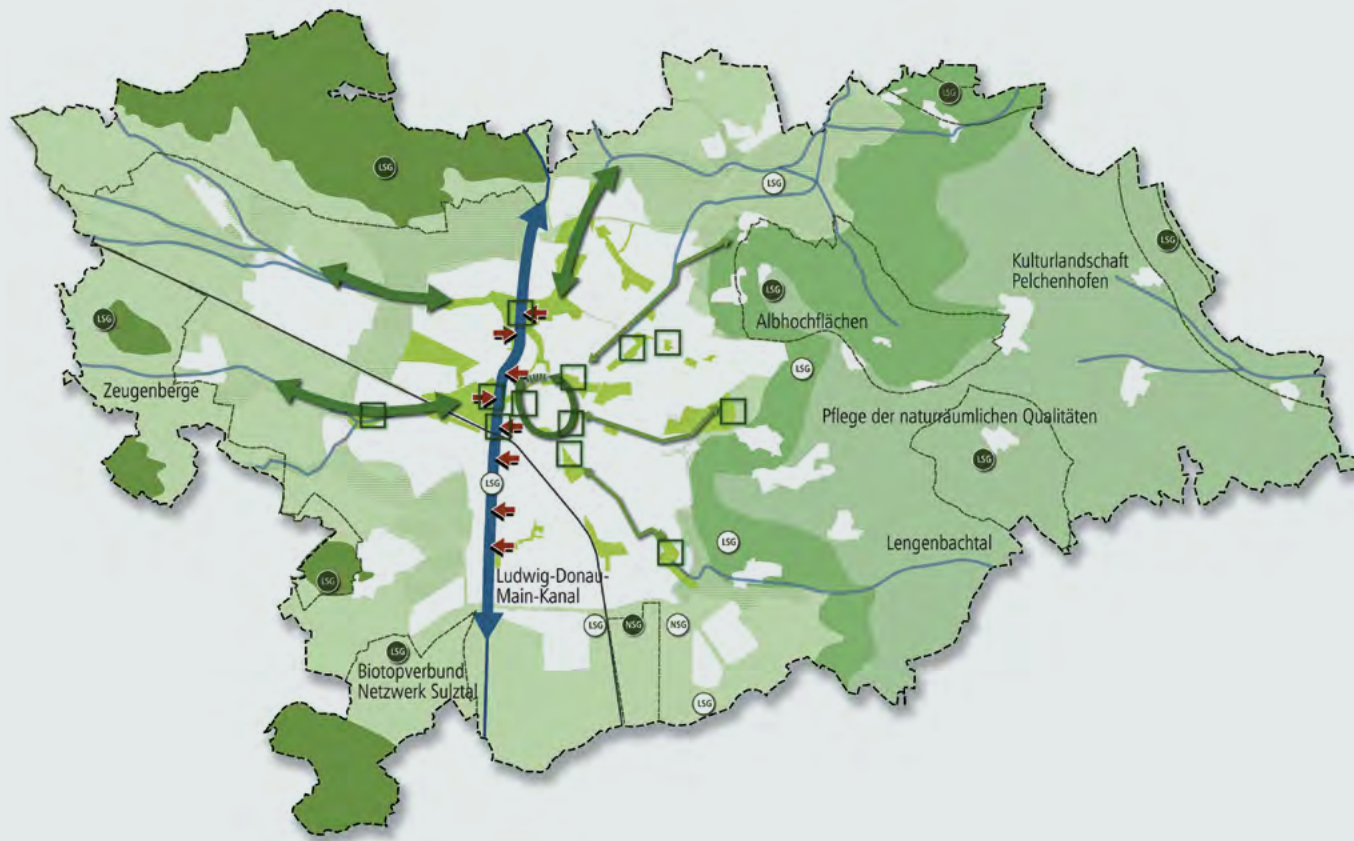 LSG
LSG
LSG
LSG
Kulturlandschaft
Pelchenhofen
LSG
Albhochflächen
LSG
LSG
Zeugenberge
Pflege der naturräumlichen Qualitäten
LSG
LSG
LSG
Lengenbachtal
LSG
Ludwig-Donau-
Main-Kanal
LSG
NSG
NSG
LSG
Biotopverbund
Netzwerk Sulztal
LSG